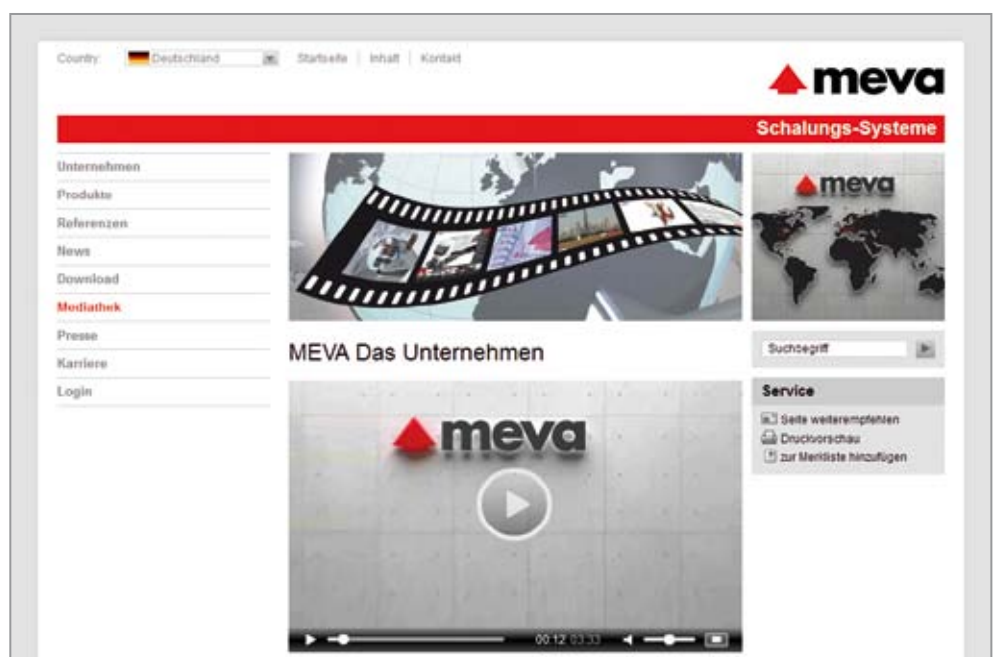 Country: Deutschland Startseite | Inhalt | Kontakt
meva
Schalungs-Systeme
Unternehmen
Produkte
Referenzen
News
Download
Mediathek
Presse
Karriere
Login
meva
MEVA Das Unternehmen
meva
00:12 03:33
Suchbegriff
Service
Seite weiterempfehlen
Druckvorschau
zur Merkliste hinzufügen